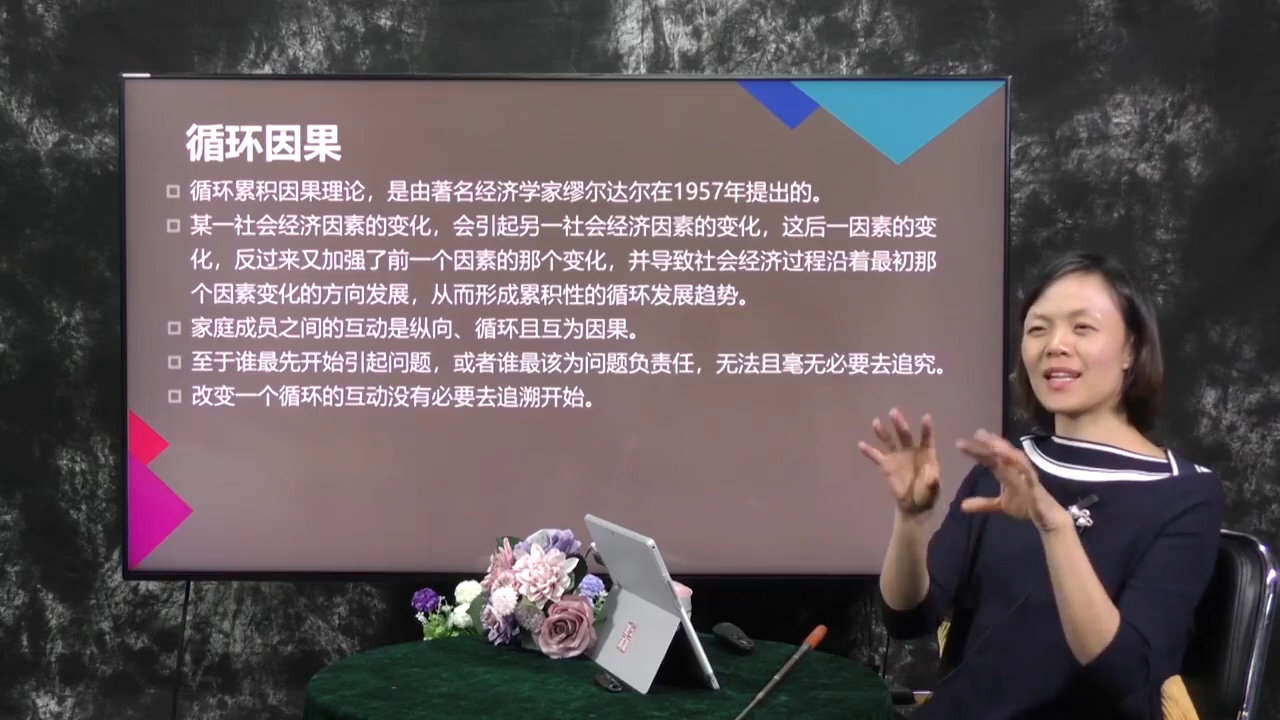 循环因果
循环累积因果理论，是由著名经济学家缪尔达尔在1957年提出的。
某一社会经济因素的变化，会引起另一社会经济因素的变化，这后一因素的变
化，反过来又加强了前一个因素的那个变化，并导致社会经济过程沿着最初那
个因素变化的方向发展，从而形成累积性的循环发展趋势。
家庭成员之间的互动是纵向、循环且互为因果。
至于谁最先开始引起问题，或者谁最该为问题负责任，无法且毫无必要去追究。
改变一个循环的互动没有必要去追溯开始。